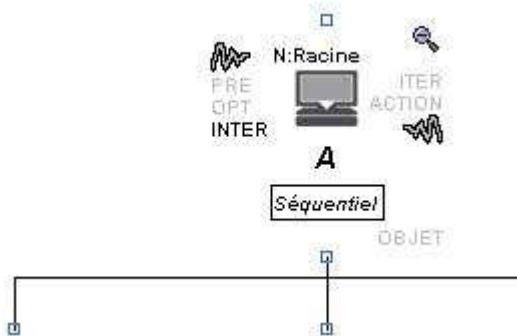 N:Racine
PRE
OPT
INTER
ITER
ACTION
A
Séquentiel
OBJET